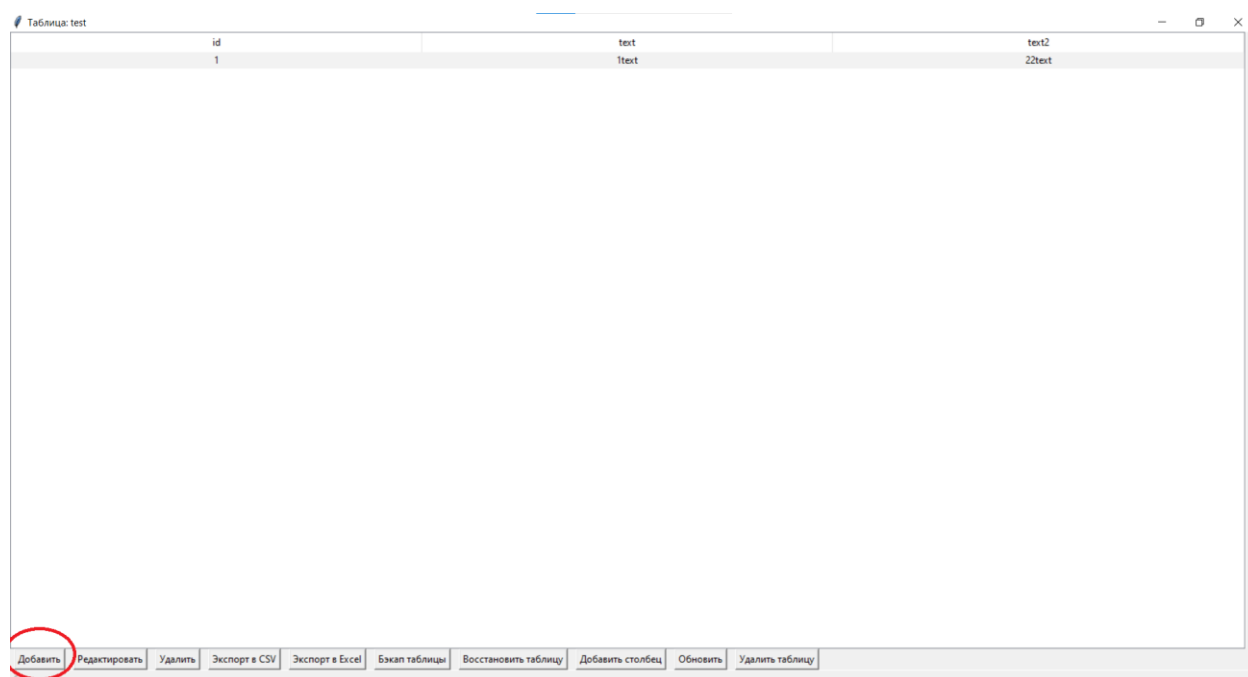 Таблица: test
id text text2
1 1text 22text
Добавить Редактировать Удалить Экспорт в CSV Экспорт в Excel Бэкап таблицы Восстановить таблицу Добавить столбец Обновить Удалить таблицу